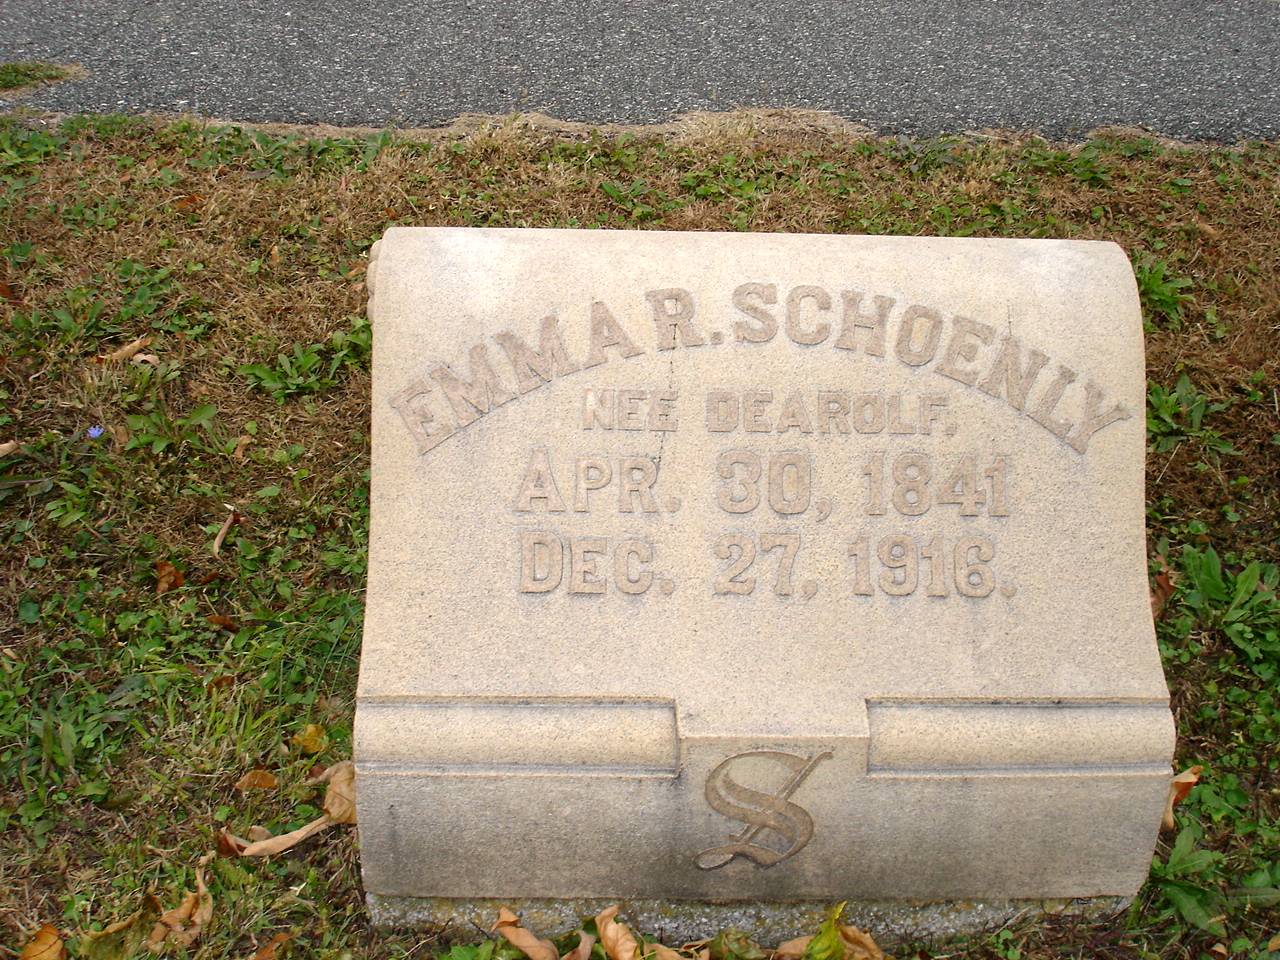 EMMA R. SCHOENLY
NEE DEAROLF,
APR. 30, 1841
DEC. 27, 1916.
S